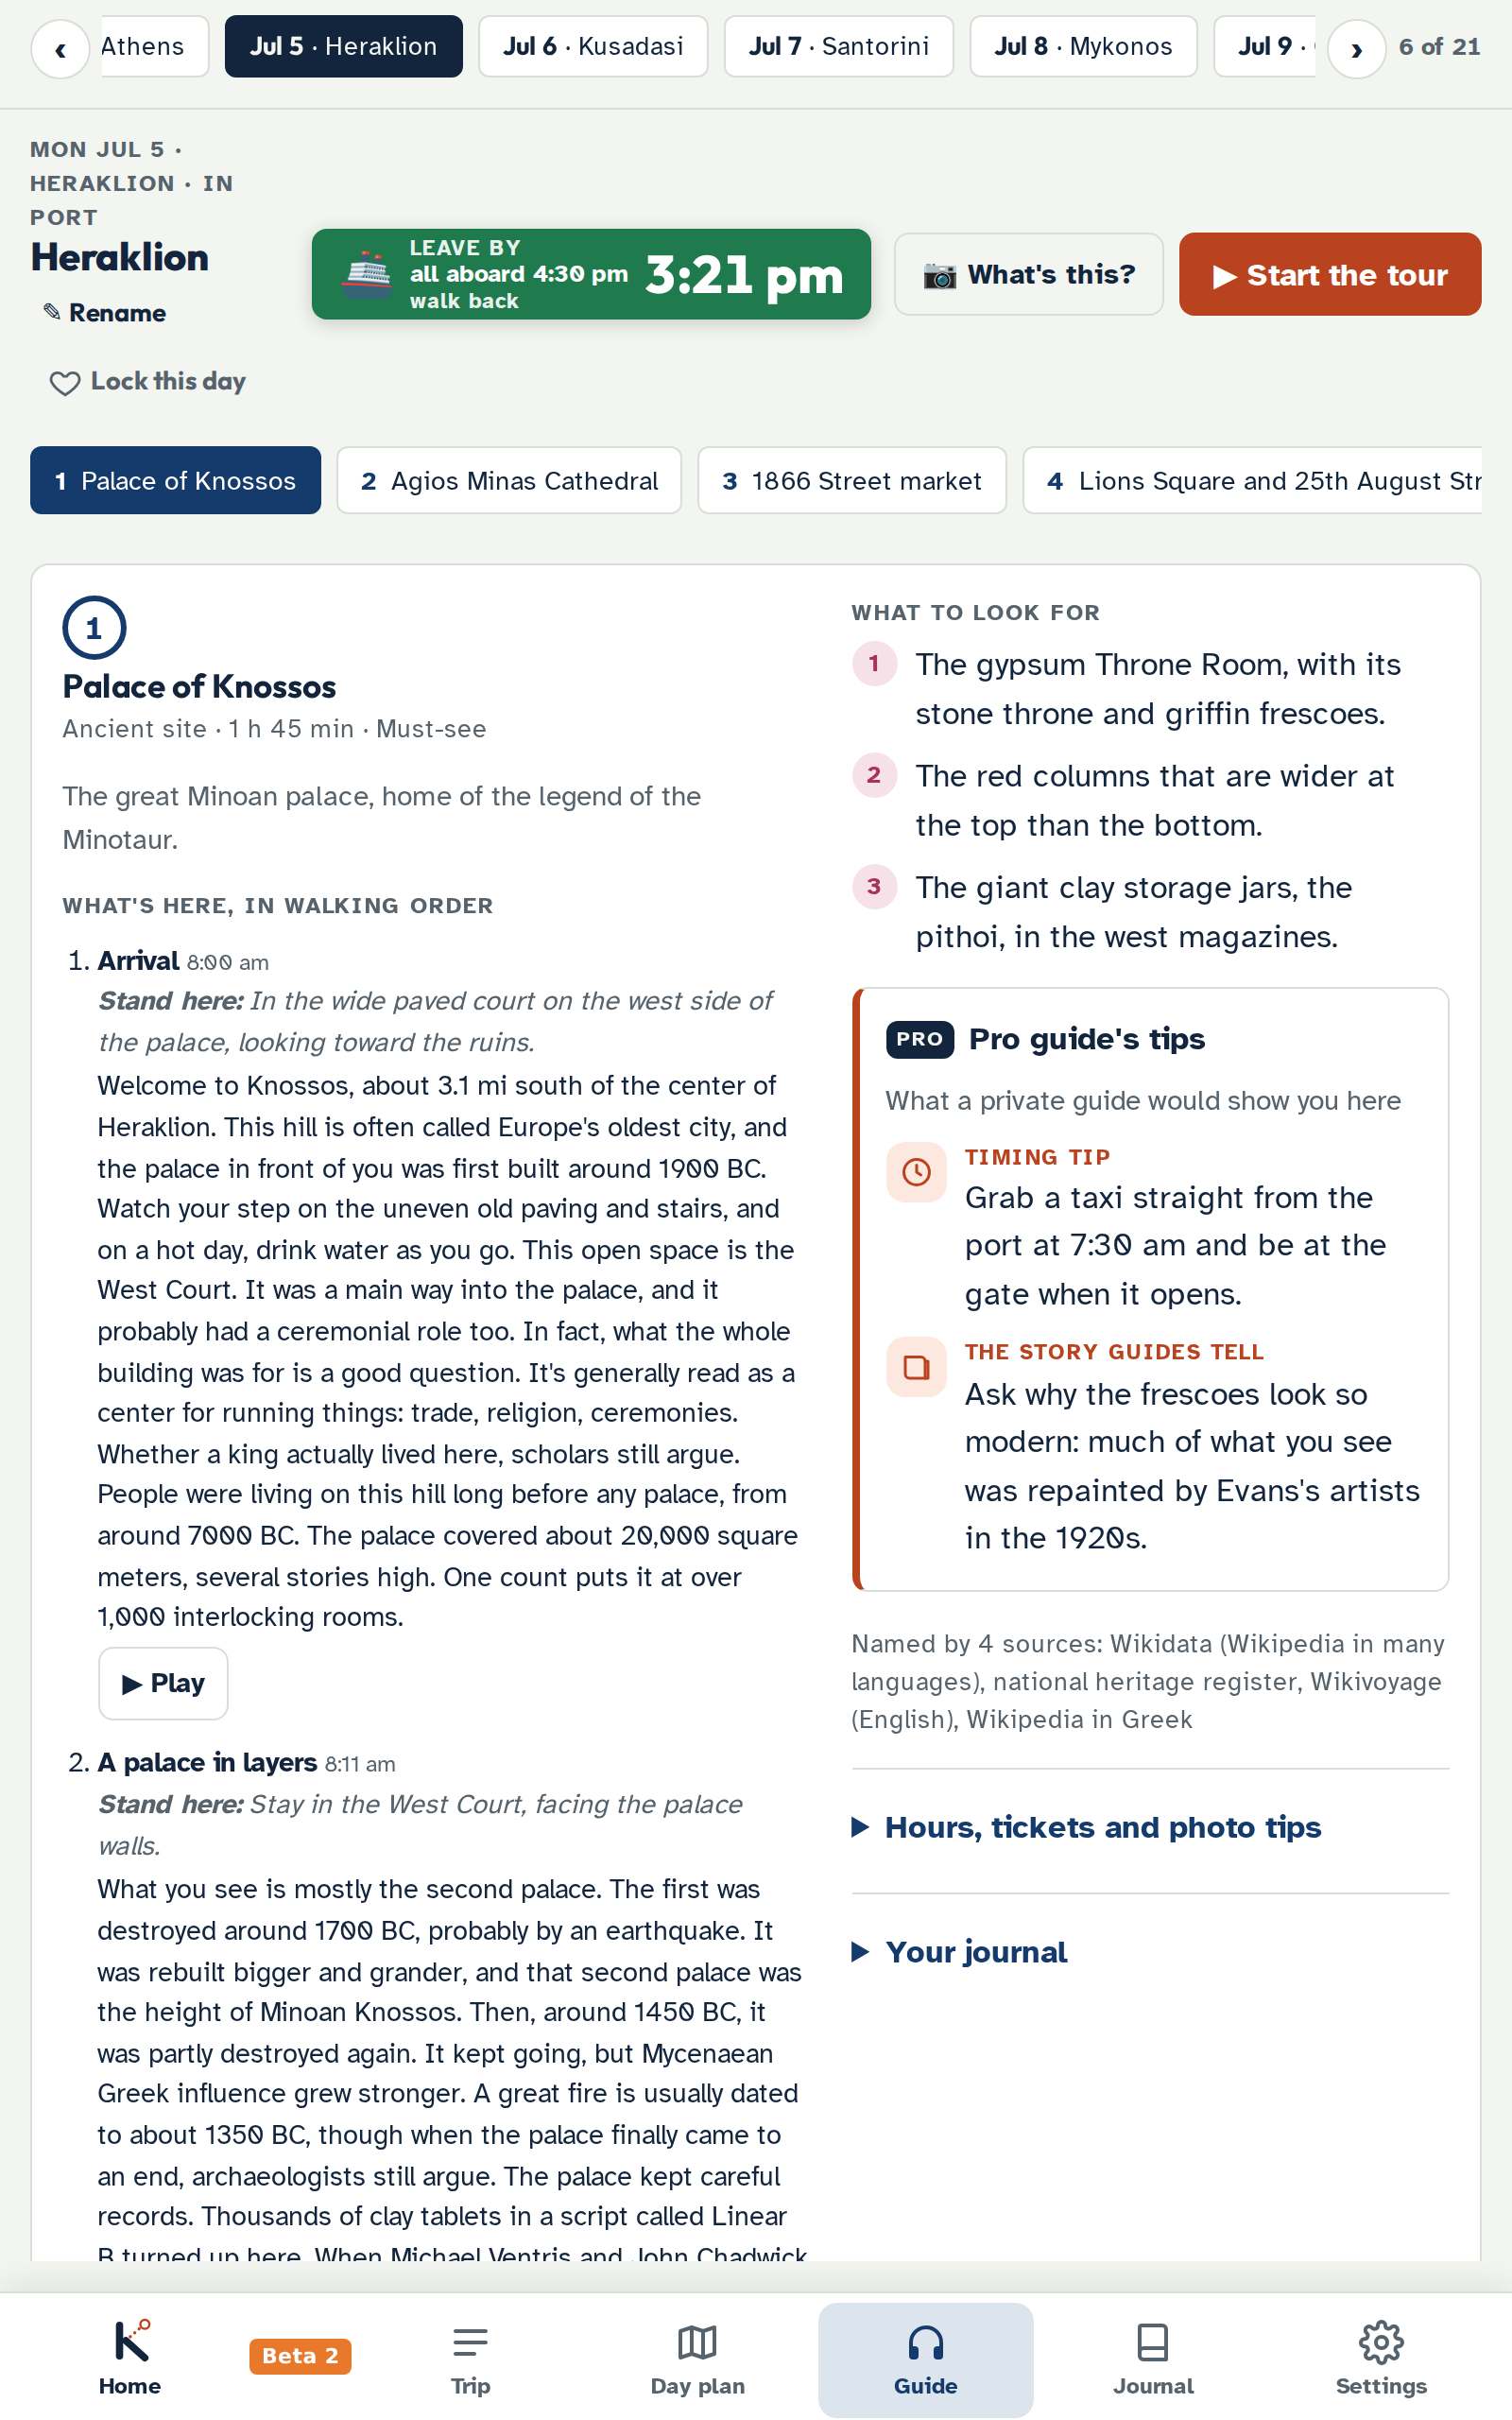 ‹
Athens
Jul 5 · Heraklion
Jul 6 · Kusadasi
Jul 7 · Santorini
Jul 8 · Mykonos
Jul 9 ·
›
6 of 21
MON JUL 5 ·
HERAKLION · IN
PORT
Heraklion
✎ Rename
Lock this day
LEAVE BY
all aboard 4:30 pm
walk back
3:21 pm
What's this?
▶ Start the tour
1 Palace of Knossos
2 Agios Minas Cathedral
3 1866 Street market
4 Lions Square and 25th August Str
1
Palace of Knossos
Ancient site · 1 h 45 min · Must-see
The great Minoan palace, home of the legend of the
Minotaur.
WHAT'S HERE, IN WALKING ORDER
1. Arrival 8:00 am
Stand here: In the wide paved court on the west side of
the palace, looking toward the ruins.
Welcome to Knossos, about 3.1 mi south of the center of
Heraklion. This hill is often called Europe's oldest city, and
the palace in front of you was first built around 1900 BC.
Watch your step on the uneven old paving and stairs, and
on a hot day, drink water as you go. This open space is the
West Court. It was a main way into the palace, and it
probably had a ceremonial role too. In fact, what the whole
building was for is a good question. It's generally read as a
center for running things: trade, religion, ceremonies.
Whether a king actually lived here, scholars still argue.
People were living on this hill long before any palace, from
around 7000 BC. The palace covered about 20,000 square
meters, several stories high. One count puts it at over
1,000 interlocking rooms.
▶ Play
2. A palace in layers 8:11 am
Stand here: Stay in the West Court, facing the palace
walls.
What you see is mostly the second palace. The first was
destroyed around 1700 BC, probably by an earthquake. It
was rebuilt bigger and grander, and that second palace was
the height of Minoan Knossos. Then, around 1450 BC, it
was partly destroyed again. It kept going, but Mycenaean
Greek influence grew stronger. A great fire is usually dated
to about 1350 BC, though when the palace finally came to
an end, archaeologists still argue. The palace kept careful
records. Thousands of clay tablets in a script called Linear
B turned up here. When Michael Ventris and John Chadwick
WHAT TO LOOK FOR
1 The gypsum Throne Room, with its
stone throne and griffin frescoes.
2 The red columns that are wider at
the top than the bottom.
3 The giant clay storage jars, the
pithoi, in the west magazines.
PRO Pro guide's tips
What a private guide would show you here
TIMING TIP
Grab a taxi straight from the
port at 7:30 am and be at the
gate when it opens.
THE STORY GUIDES TELL
Ask why the frescoes look so
modern: much of what you see
was repainted by Evans's artists
in the 1920s.
Named by 4 sources: Wikidata (Wikipedia in many
languages), national heritage register, Wikivoyage
(English), Wikipedia in Greek
▶ Hours, tickets and photo tips
▶ Your journal
Home
Beta 2
Trip
Day plan
Guide
Journal
Settings